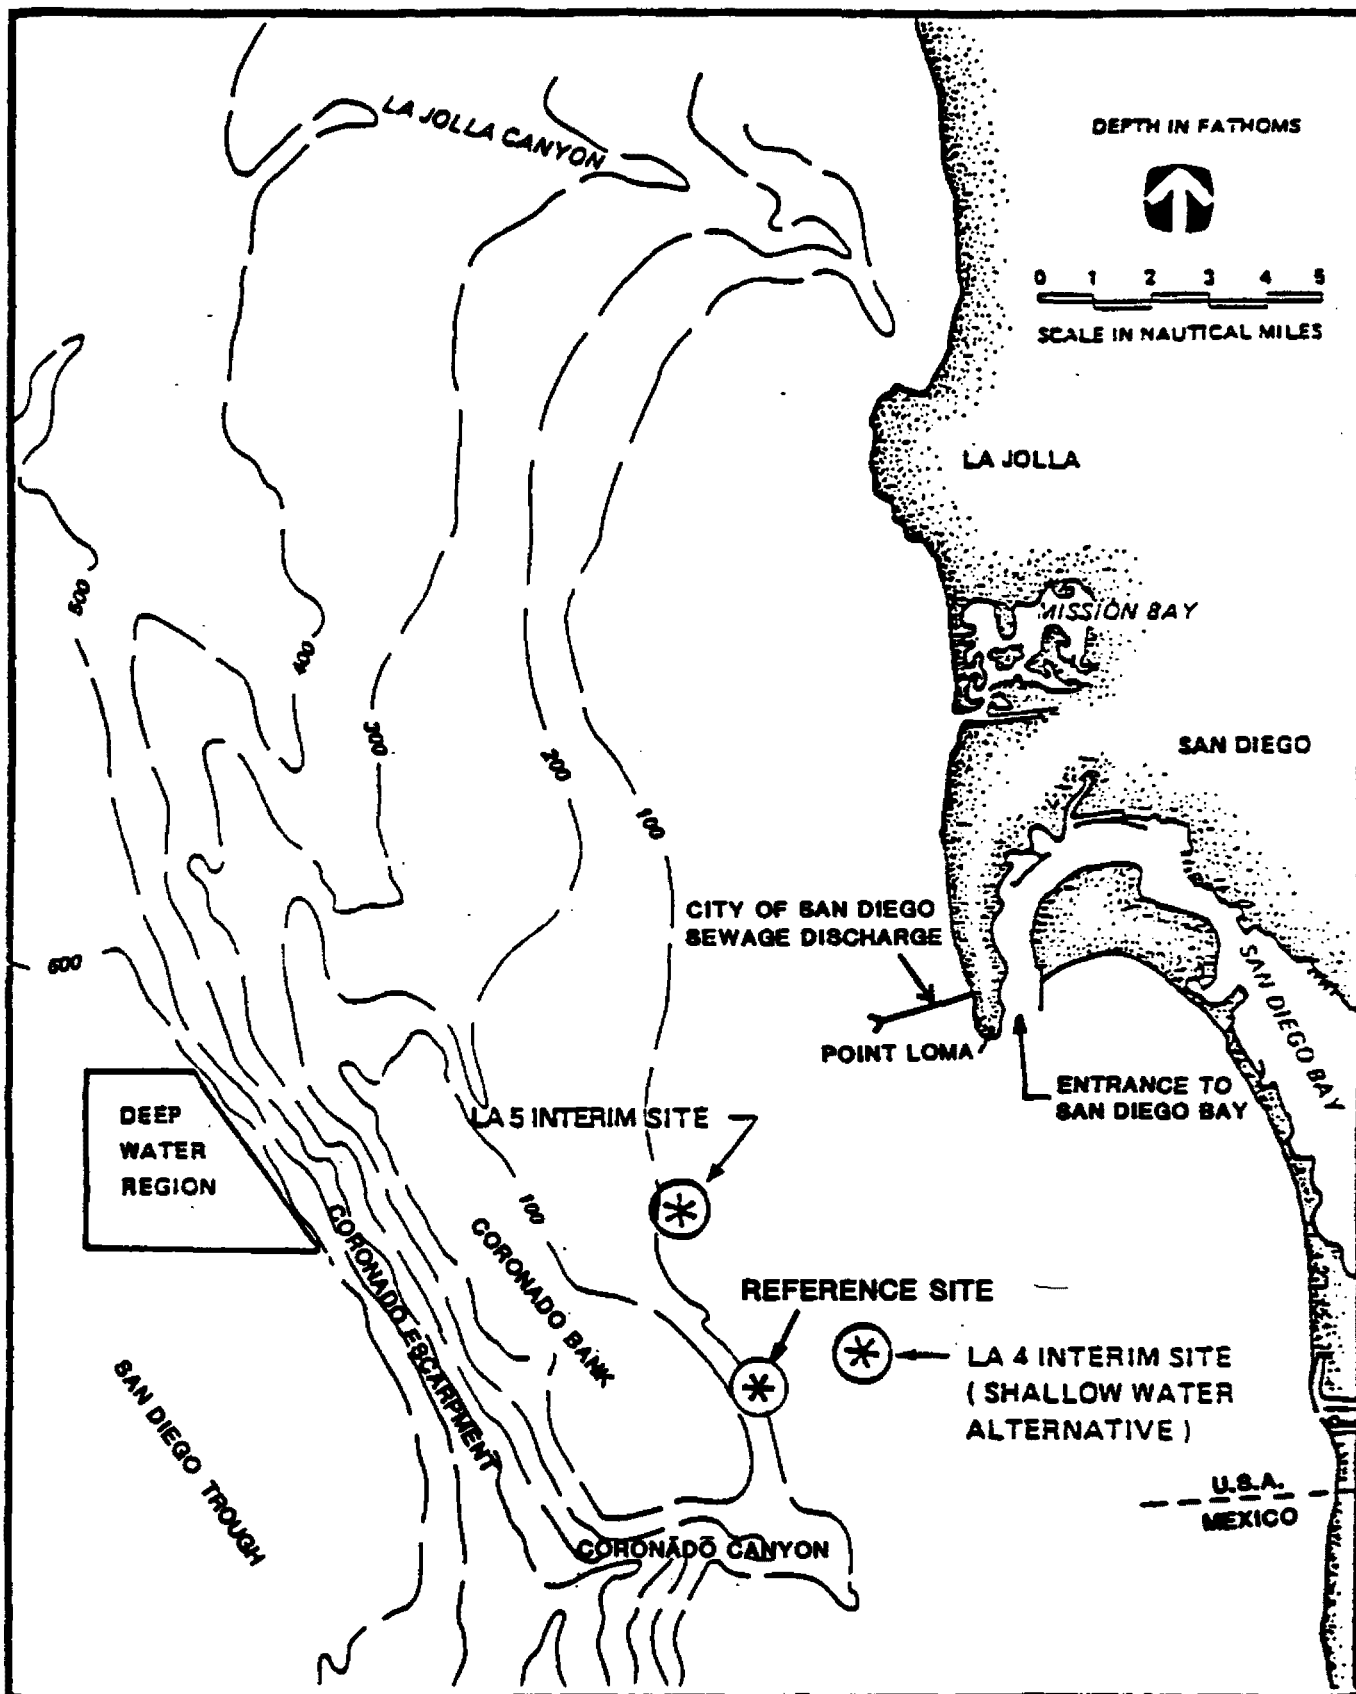 LA JOLLA CANYON
DEPTH IN FATHOMS
0 1 2 3 4 5
SCALE IN NAUTICAL MILES
LA JOLLA
500
MISSION BAY
400
300
200
SAN DIEGO
100
CITY OF SAN DIEGO
SEWAGE DISCHARGE
600
SAN DIEGO BAY
POINT LOMA
ENTRANCE TO
SAN DIEGO BAY
DEEP
WATER
REGION
LA 5 INTERIM SITE
100
CORONADO ESCARPMENT
CORONADO BANK
REFERENCE SITE
LA 4 INTERIM SITE
( SHALLOW WATER
ALTERNATIVE )
SAN DIEGO TROUGH
U.S.A.
MEXICO
CORONADO CANYON